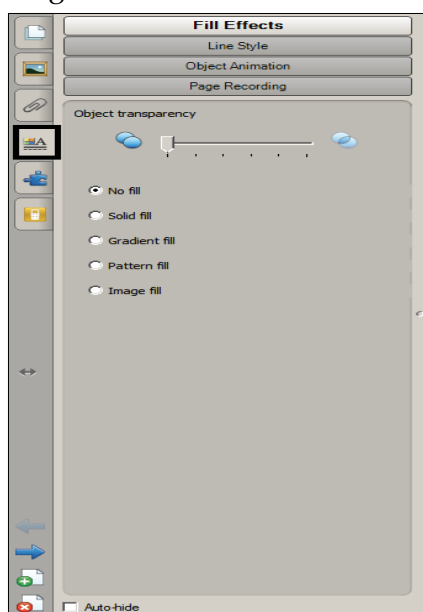 Fill Effects
Line Style
Object Animation
Page Recording
Object transparency
No fill
Solid fill
Gradient fill
Pattern fill
Image fill
Auto-hide